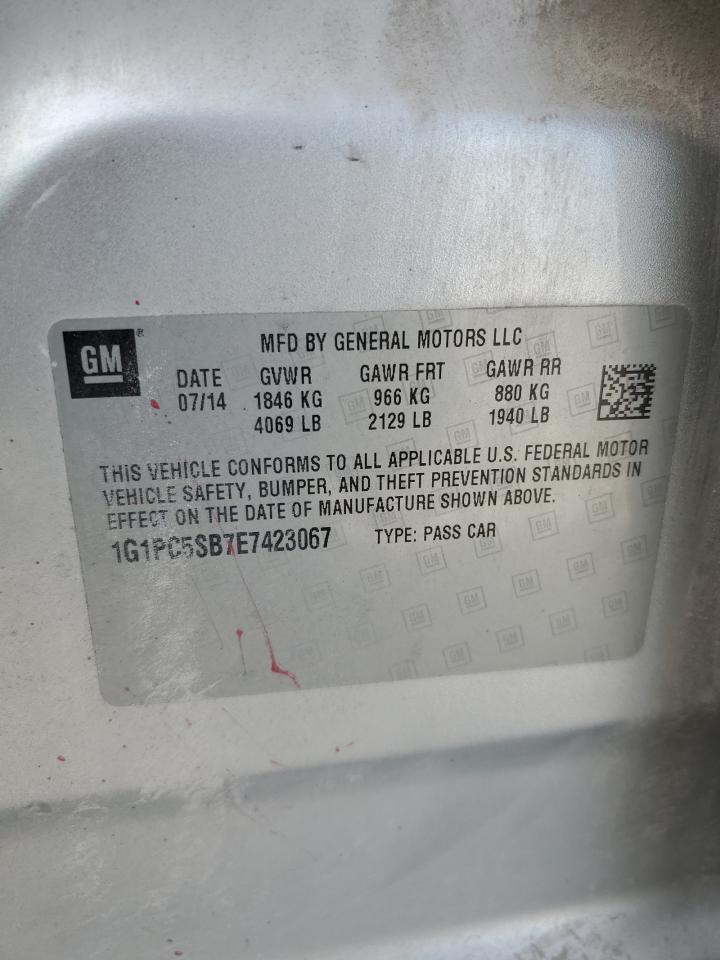 GM®
MFD BY GENERAL MOTORS LLC
DATE GVWR GAWR FRT GAWR RR
07/14 1846 KG 966 KG 880 KG
4069 LB 2129 LB 1940 LB
THIS VEHICLE CONFORMS TO ALL APPLICABLE U.S. FEDERAL MOTOR
VEHICLE SAFETY, BUMPER, AND THEFT PREVENTION STANDARDS IN
EFFECT ON THE DATE OF MANUFACTURE SHOWN ABOVE.
1G1PC5SB7E7423067 TYPE: PASS CAR